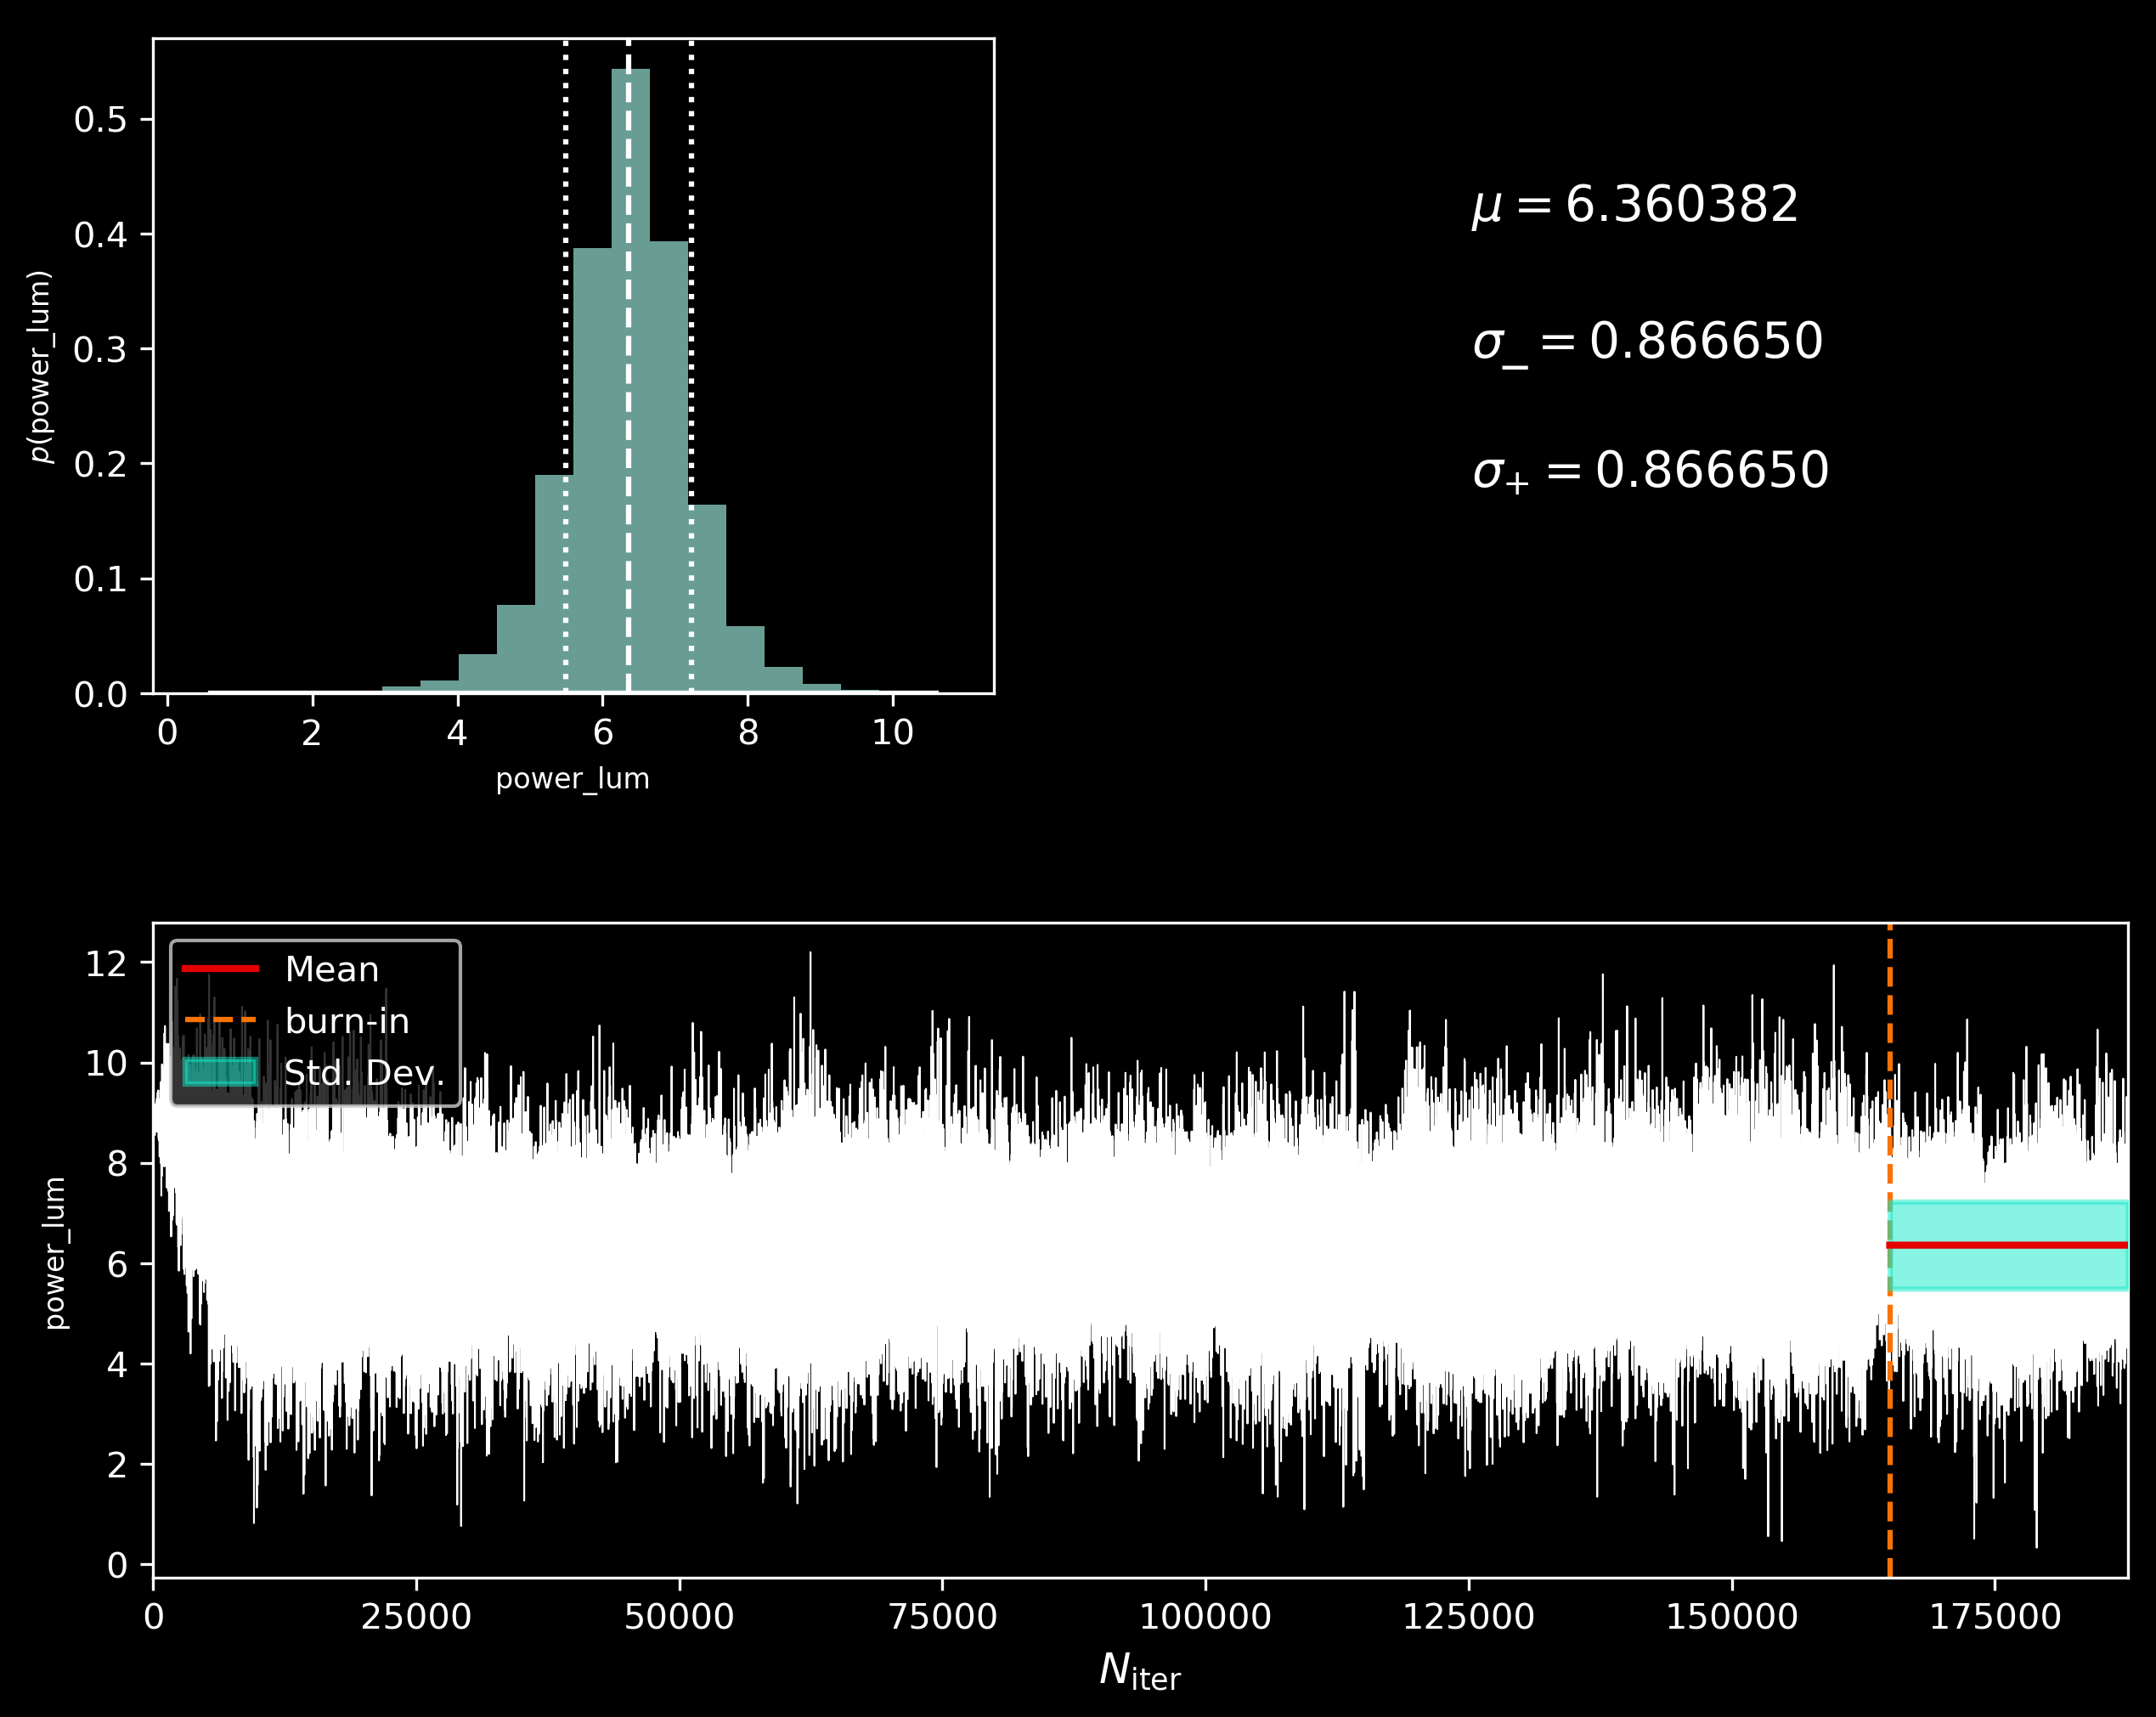 0.5
0.4
0.3
0.2
0.1
0.0
p(power_lum)
0 2 4 6 8 10
power_lum
μ = 6.360382
σ_ = 0.866650
σ+ = 0.866650
Mean
burn-in
Std. Dev.
12
10
8
6
4
2
0
power_lum
0 25000 50000 75000 100000 125000 150000 175000
Niter